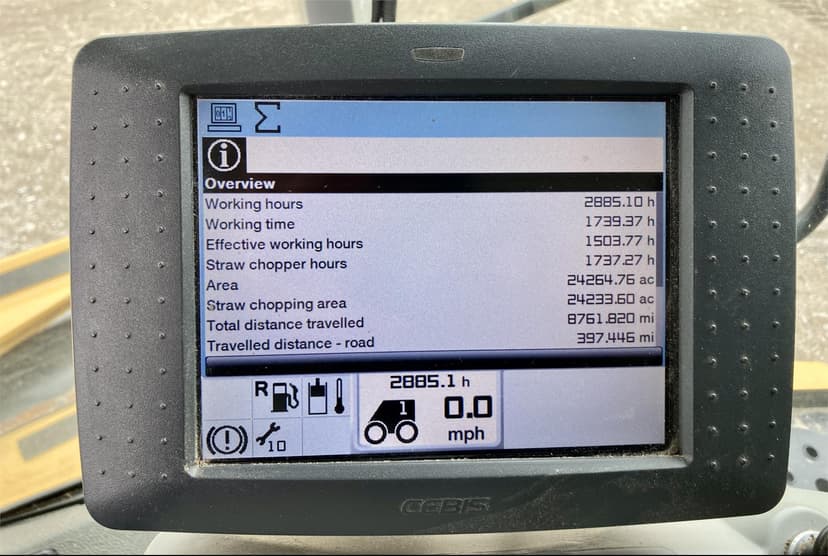 Overview
Working hours 2885.10 h
Working time 1739.37 h
Effective working hours 1503.77 h
Straw chopper hours 1737.27 h
Area 24264.76 ac
Straw chopping area 24233.60 ac
Total distance travelled 8761.820 mi
Travelled distance - road 397.446 mi
2885.1 h
R
1 0.0
10 mph
CEBIS